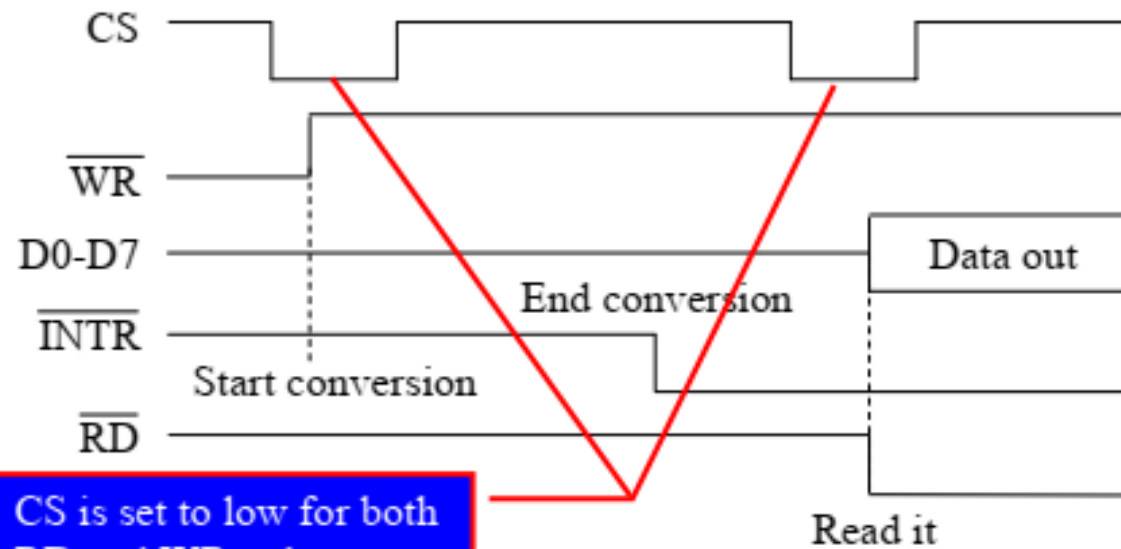 CS
WR
D0-D7
Data out
End conversion
INTR
Start conversion
RD
CS is set to low for both
Read it